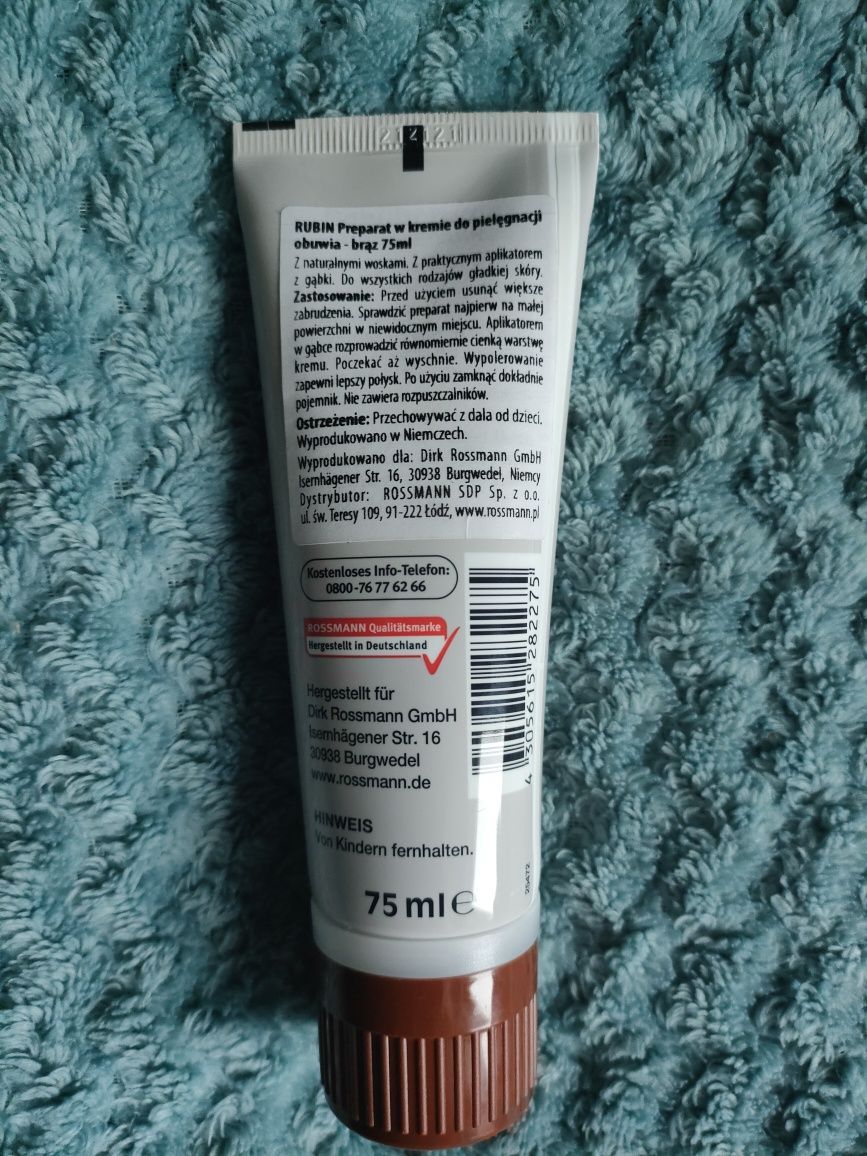 RUBIN Preparat w kremie do pielęgnacji
obuwia - brąz 75ml
Z naturalnymi woskami. Z praktycznym aplikatorem
z gąbki. Do wszystkich rodzajów gładkiej skóry.
Zastosowanie: Przed użyciem usunąć większe
zabrudzenia. Sprawdzić preparat najpierw na małej
powierzchni w niewidocznym miejscu. Aplikatorem
w gąbce rozprowadzić równomiernie cienką warstwę
kremu. Poczekać aż wyschnie. Wypolerowanie
zapewni lepszy połysk. Po użyciu zamknąć dokładnie
pojemnik. Nie zawiera rozpuszczalników.
Ostrzeżenie: Przechowywać z dala od dzieci.
Wyprodukowano w Niemczech.
Wyprodukowano dla: Dirk Rossmann GmbH
Isernhägener Str. 16, 30938 Burgwedel, Niemcy
Dystrybutor: ROSSMANN SDP Sp. z o.o.
ul. św. Teresy 109, 91-222 Łódź, www.rossmann.pl
Kostenloses Info-Telefon:
0800-76 77 62 66
ROSSMANN Qualitätsmarke
Hergestellt in Deutschland
Hergestellt für
Dirk Rossmann GmbH
Isernhägener Str. 16
30938 Burgwedel
www.rossmann.de
HINWEIS
Von Kindern fernhalten.
75 ml e
4 305615 282275
25472